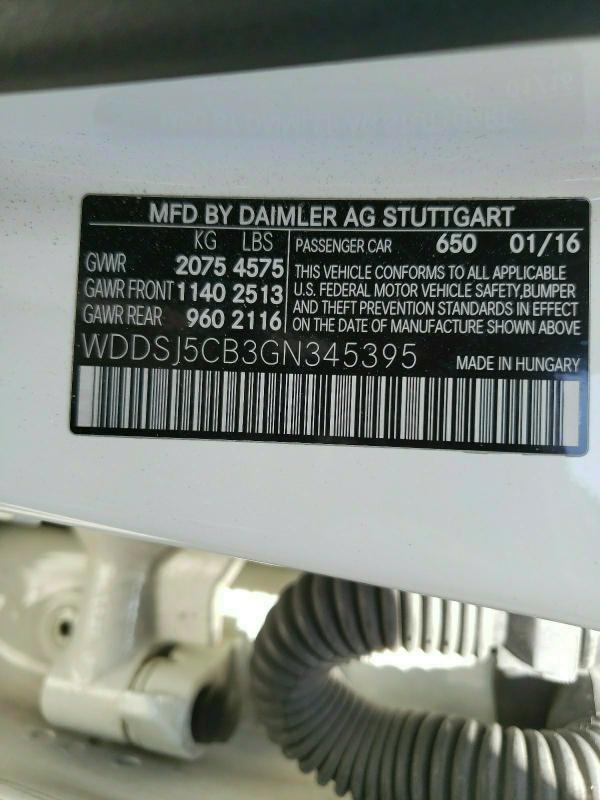 MFD BY DAIMLER AG STUTTGART
KG LBS
GVWR 2075 4575
GAWR FRONT 1140 2513
GAWR REAR 960 2116
PASSENGER CAR 650 01/16
THIS VEHICLE CONFORMS TO ALL APPLICABLE
U.S. FEDERAL MOTOR VEHICLE SAFETY,BUMPER
AND THEFT PREVENTION STANDARDS IN EFFECT
ON THE DATE OF MANUFACTURE SHOWN ABOVE
WDDSJ5CB3GN345395 MADE IN HUNGARY